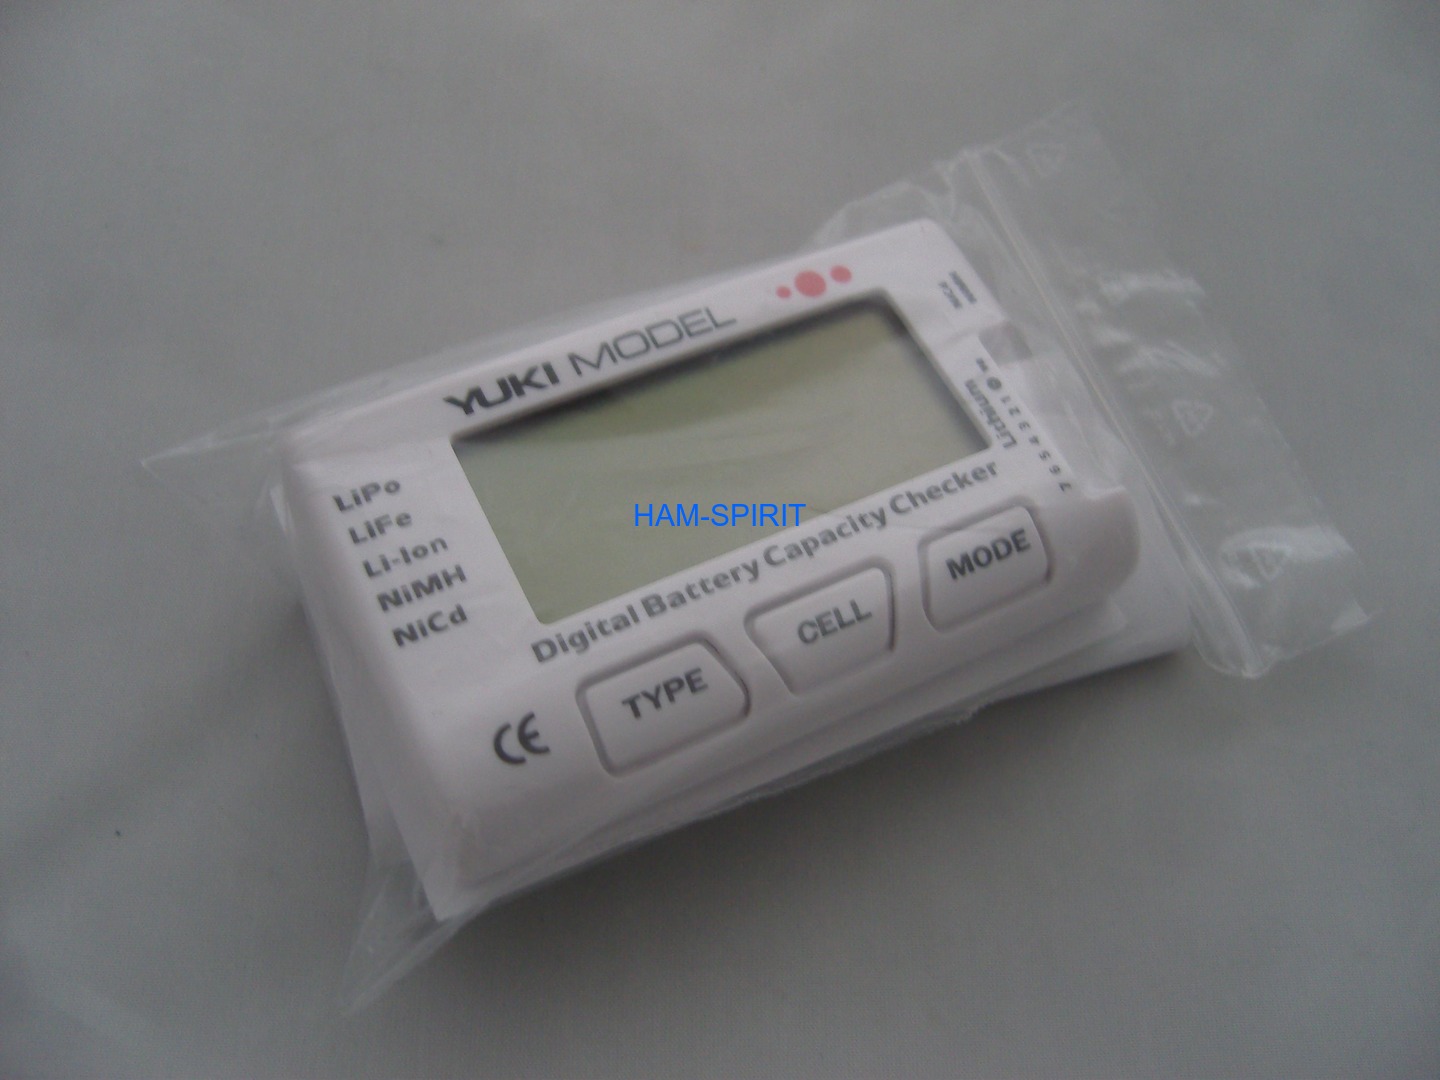 YUKI MODEL
LiPo
LiFe
Li-Ion
NiMH
NiCd
HAM-SPIRIT
Digital Battery Capacity Checker
Lithium
7 6 5 4 3 2 1
TYPE
CELL
MODE
CE